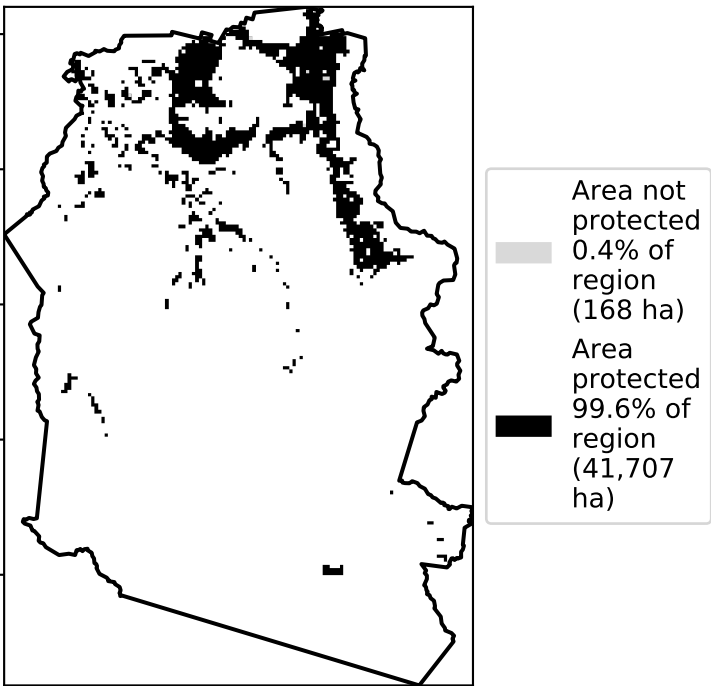 Area not
protected
0.4% of
region
(168 ha)
Area
protected
99.6% of
region
(41,707
ha)